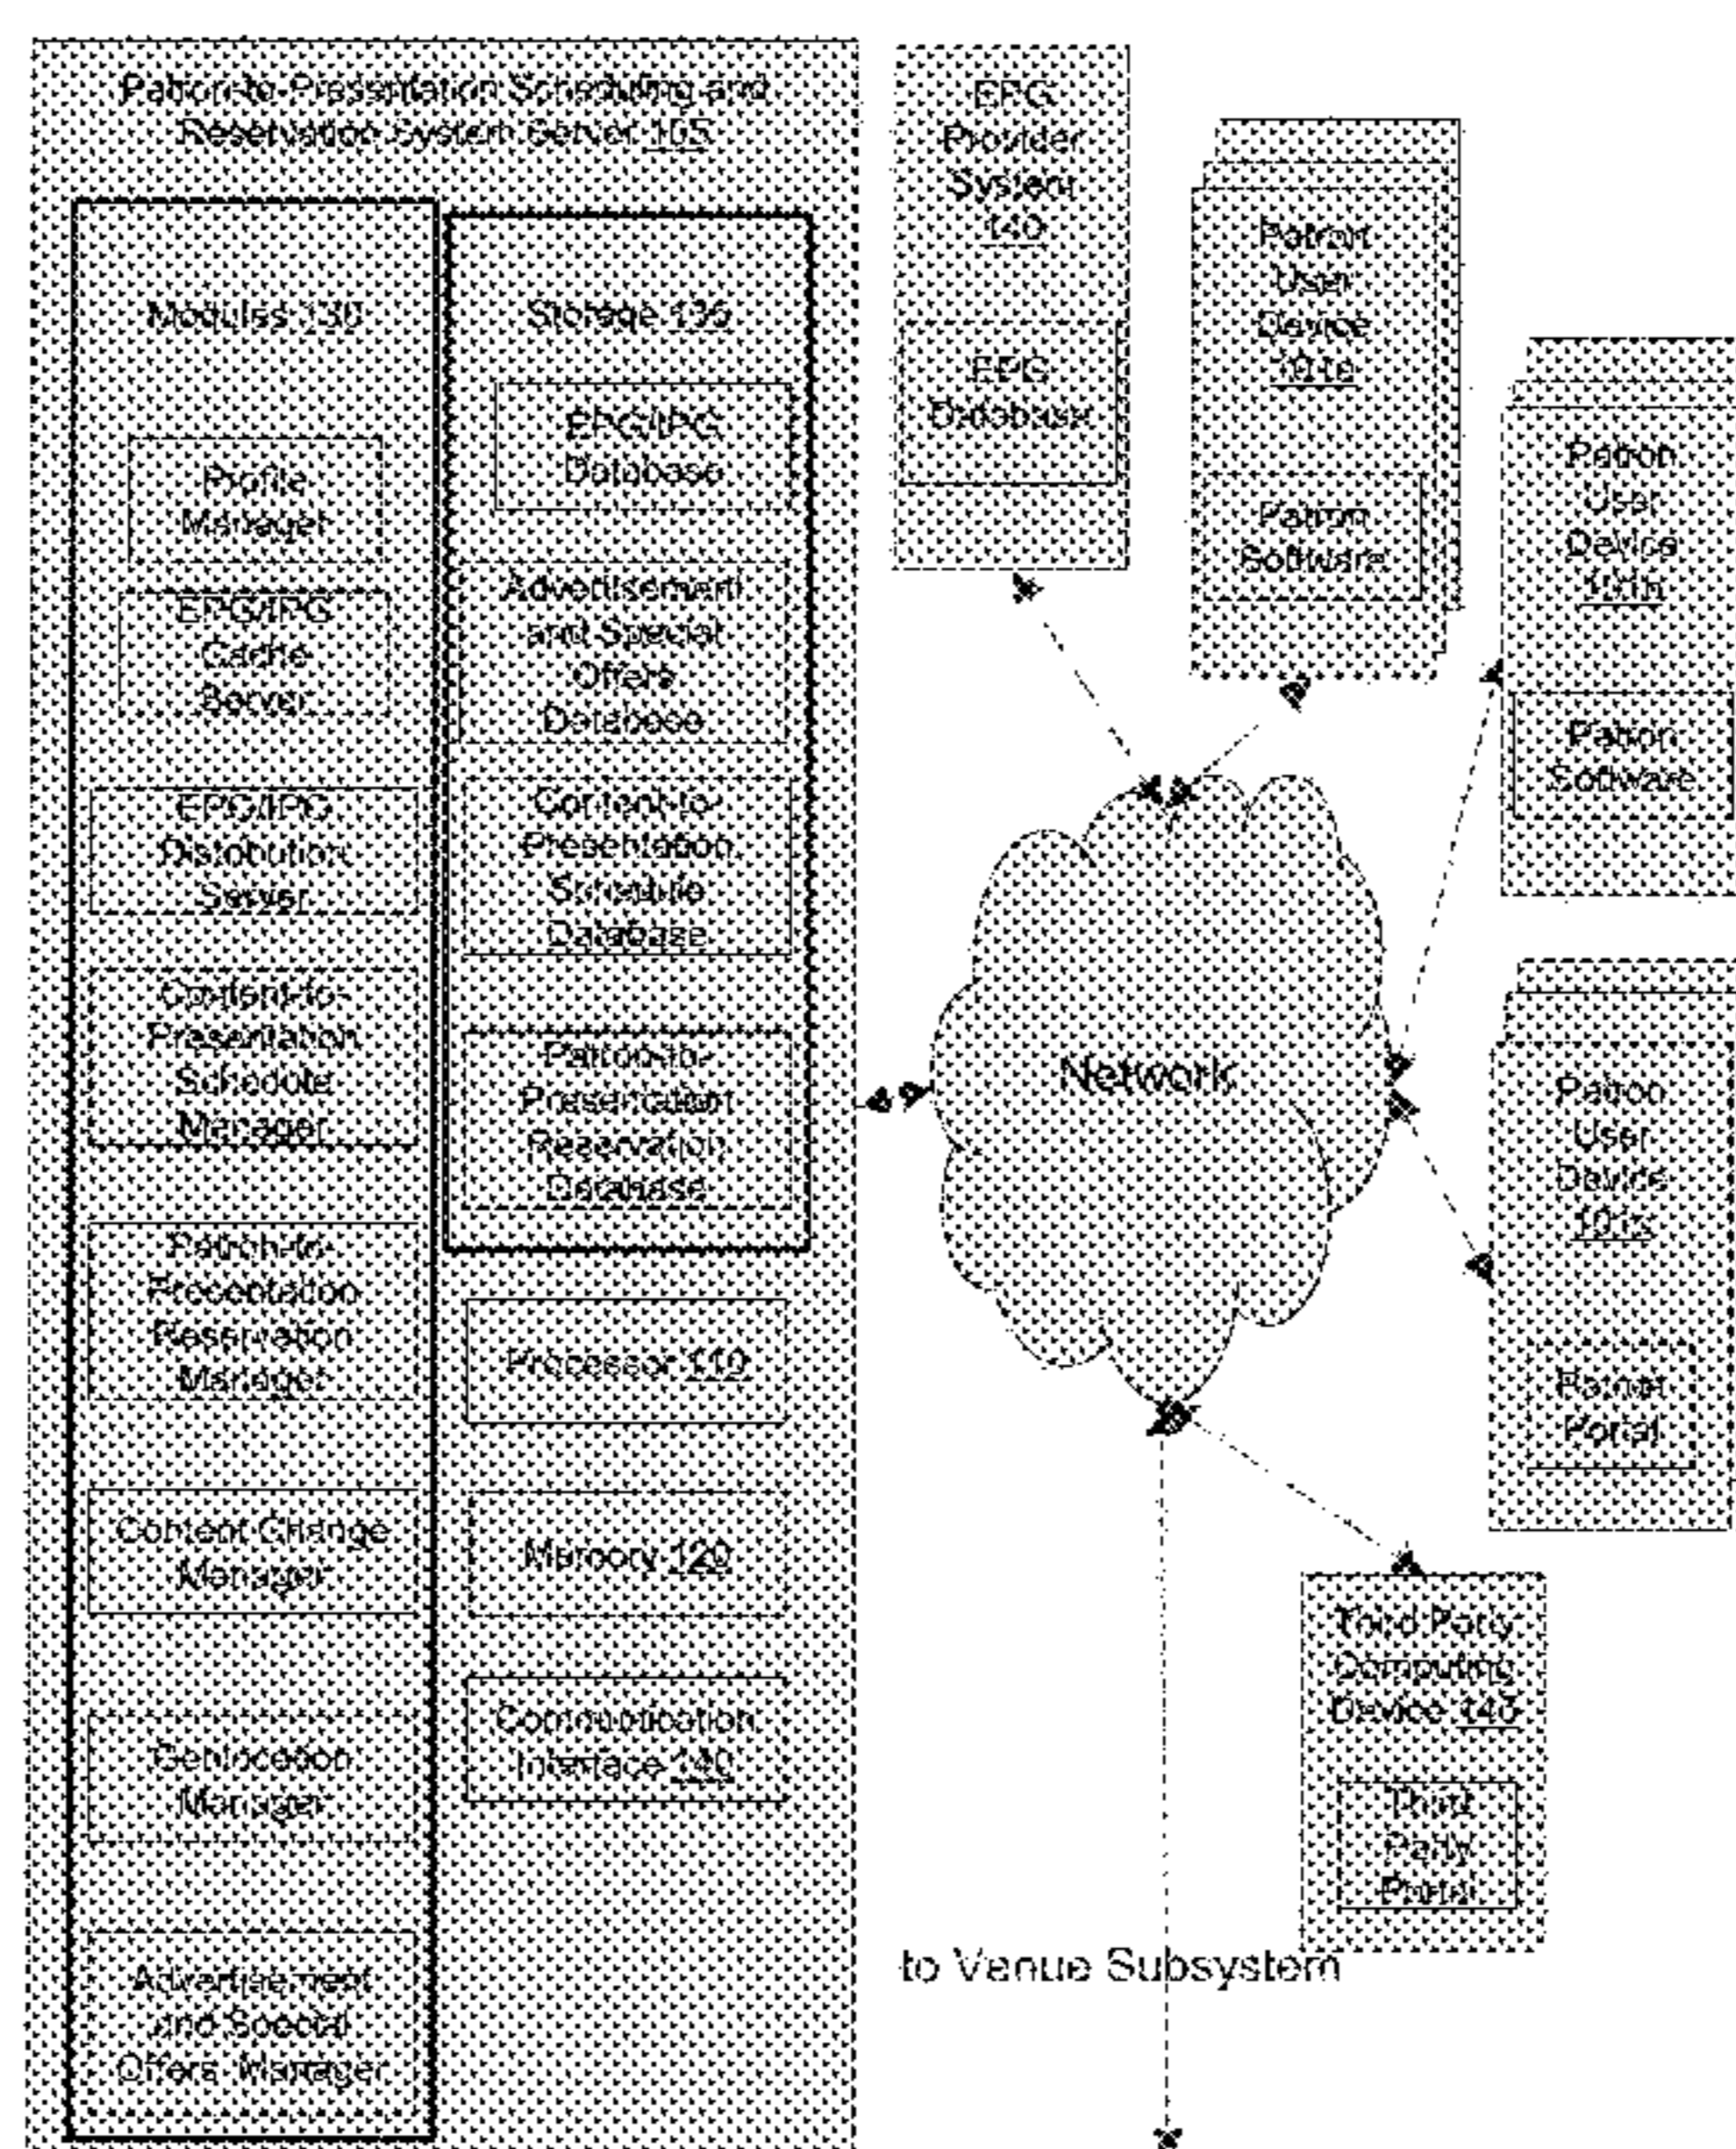 Patron-to-Presentation Scheduling and
Reservation System Server 105
Modules 130
Profile
Manager
EPG/IPG
Cache
Server
EPG/IPG
Distribution
Server
Content-to-
Presentation
Schedule
Manager
Patron-to-
Presentation
Reservation
Manager
Content Change
Manager
Geolocation
Manager
Advertisement
and Special
Offers Manager
Storage 135
EPG/IPG
Database
Advertisement
and Special
Offers
Database
Content-to-
Presentation
Schedule
Database
Patron-to-
Presentation
Reservation
Database
Processor 110
Memory 120
Communication
Interface 140
EPG
Provider
System
140
EPG
Database
Patron
User
Device
Patron
Software
Patron
User
Device
101n
Patron
Software
Network
Patron
User
Device
Patron
Portal
Third Party
Computing
Device 145
Third
Party
Portal
to Venue Subsystem